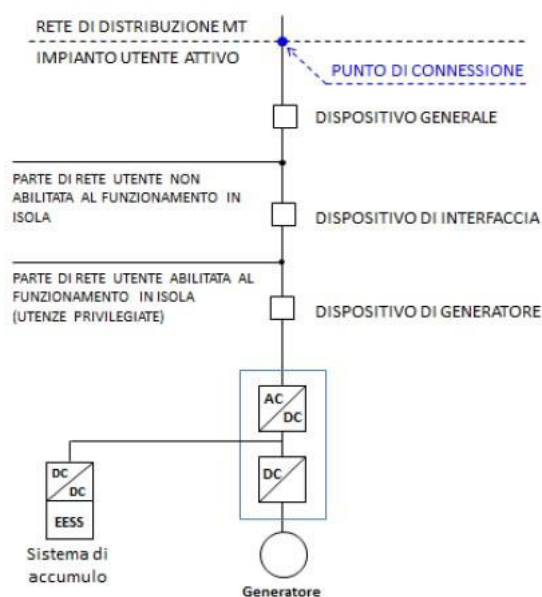 RETE DI DISTRIBUZIONE MT
IMPIANTO UTENTE ATTIVO
PUNTO DI CONNESSIONE
DISPOSITIVO GENERALE
PARTE DI RETE UTENTE NON
ABILITATA AL FUNZIONAMENTO IN
ISOLA
DISPOSITIVO DI INTERFACCIA
PARTE DI RETE UTENTE ABILITATA AL
FUNZIONAMENTO IN ISOLA
(UTENZE PRIVILEGIATE)
DISPOSITIVO DI GENERATORE
AC
DC
DC
DC
DC
EESS
Sistema di
accumulo
Generatore